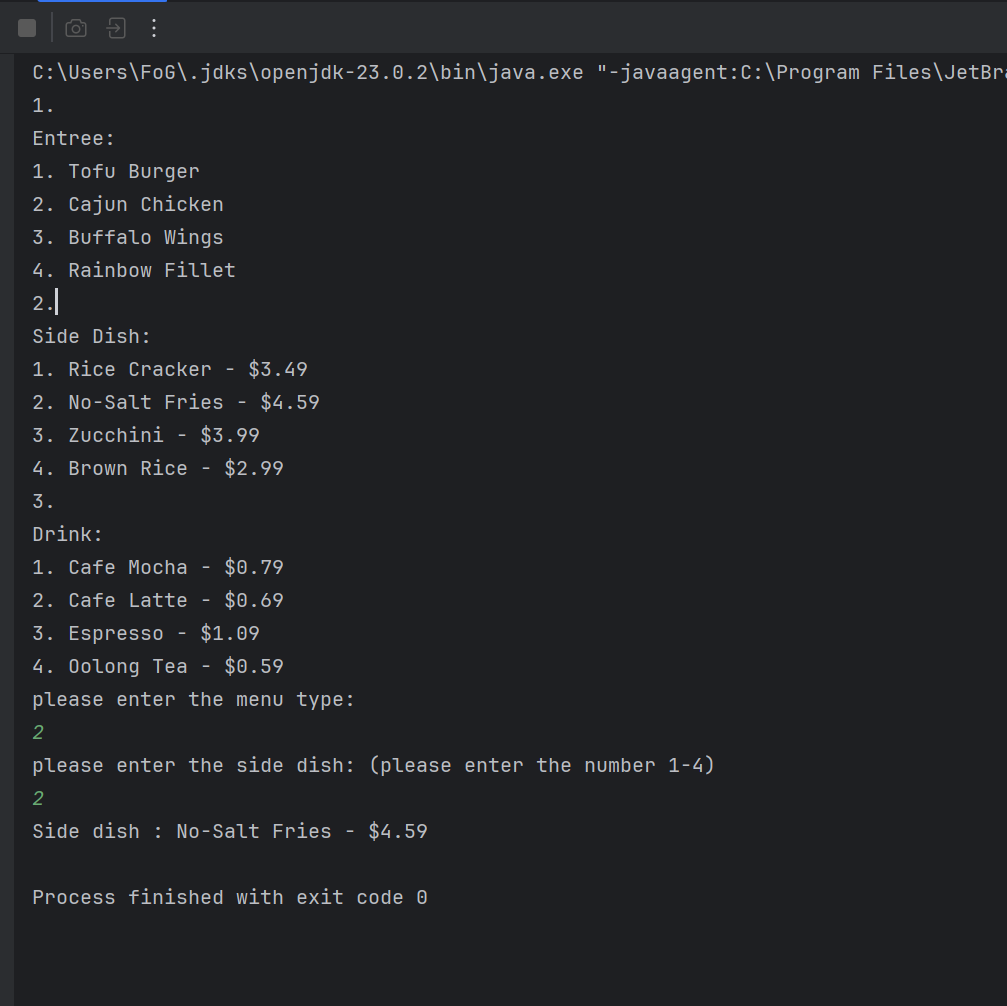 C:\Users\FoG\.jdks\openjdk-23.0.2\bin\java.exe "-javaagent:C:\Program Files\JetBra
1.
Entree:
1. Tofu Burger
2. Cajun Chicken
3. Buffalo Wings
4. Rainbow Fillet
2.
Side Dish:
1. Rice Cracker - $3.49
2. No-Salt Fries - $4.59
3. Zucchini - $3.99
4. Brown Rice - $2.99
3.
Drink:
1. Cafe Mocha - $0.79
2. Cafe Latte - $0.69
3. Espresso - $1.09
4. Oolong Tea - $0.59
please enter the menu type:
2
please enter the side dish: (please enter the number 1-4)
2
Side dish : No-Salt Fries - $4.59
Process finished with exit code 0